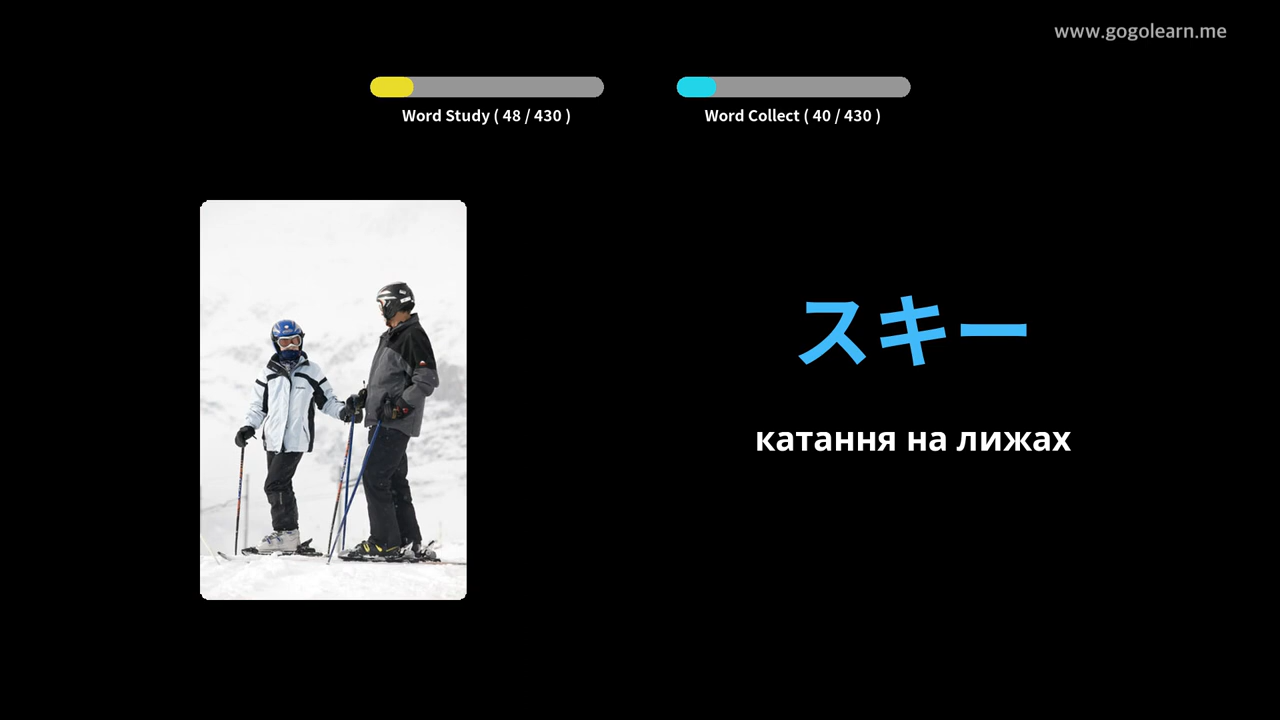 www.gogolearn.me
Word Study ( 48 / 430 )
Word Collect ( 40 / 430 )
スキー
катання на лижах